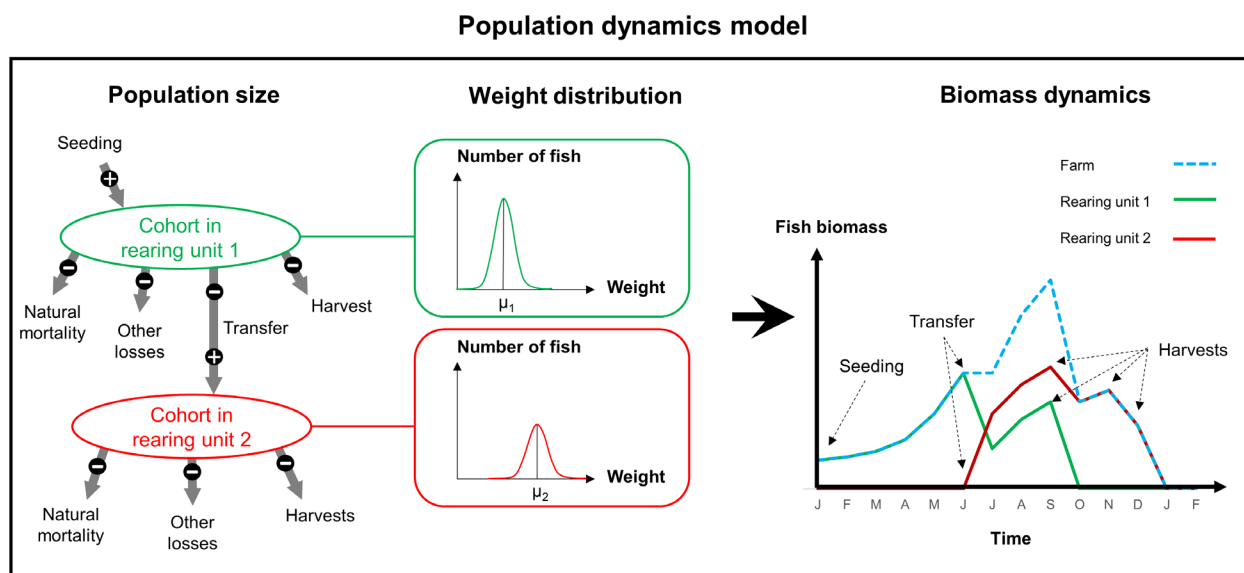 Population dynamics model
Population size
Seeding
+
Cohort in
rearing unit 1
Natural
mortality
Other
losses
Transfer
Harvest
+
Cohort in
rearing unit 2
Natural
mortality
Other
losses
Harvests
Weight distribution
Number of fish
Weight
μ1
Number of fish
Weight
μ2
Biomass dynamics
Farm
Rearing unit 1
Rearing unit 2
Fish biomass
Transfer
Seeding
Harvests
J F M A M J J A S O N D J F
Time